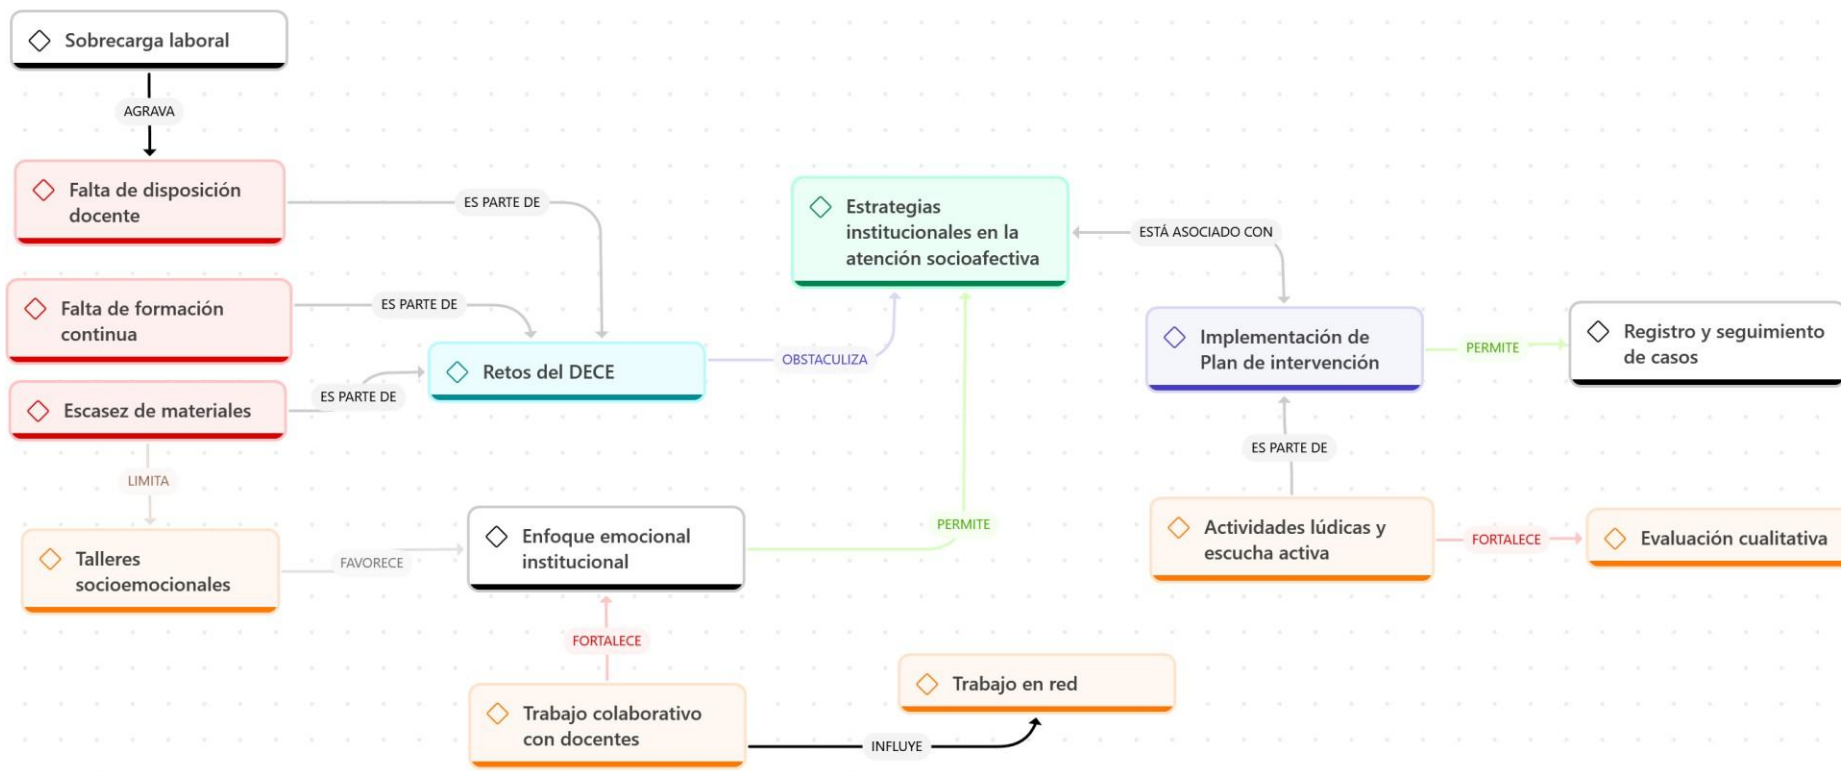 Sobrecarga laboral
AGRAVA
Falta de disposición
docente
ES PARTE DE
Estrategias
institucionales en la
atención socioafectiva
ESTÁ ASOCIADO CON
Falta de formación
continua
ES PARTE DE
Retos del DECE
OBSTACULIZA
Implementación de
Plan de intervención
PERMITE
Registro y seguimiento
de casos
Escasez de materiales
ES PARTE DE
LIMITA
ES PARTE DE
Talleres
socioemocionales
FAVORECE
Enfoque emocional
institucional
PERMITE
Actividades lúdicas y
escucha activa
FORTALECE
Evaluación cualitativa
FORTALECE
Trabajo colaborativo
con docentes
INFLUYE
Trabajo en red